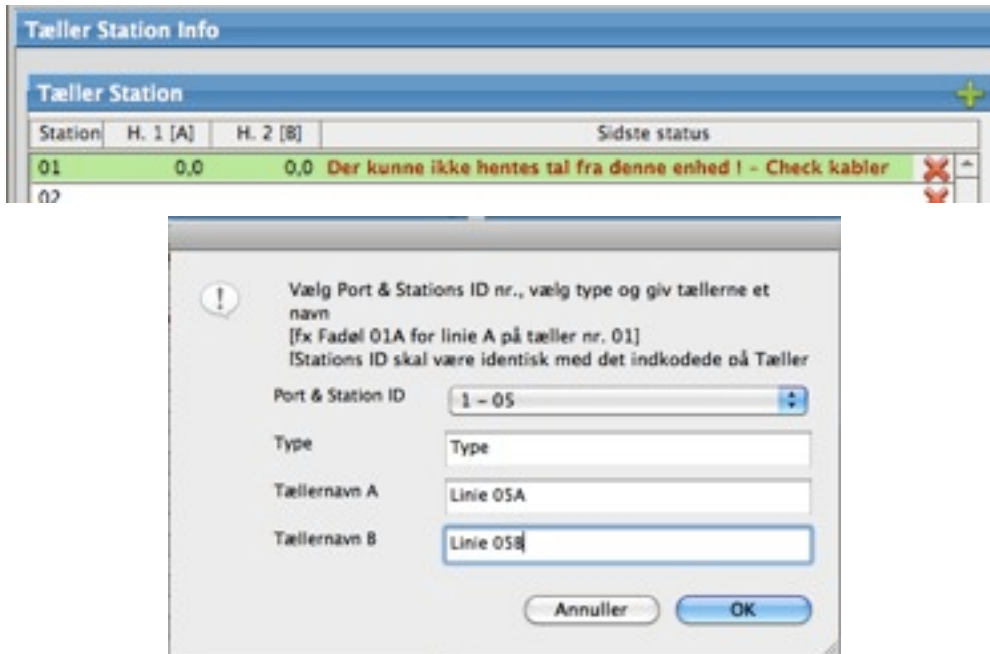 Tæller Station Info
Tæller Station
Station H. 1 [A] H. 2 [B] Sidste status
01 0,0 0,0 Der kunne ikke hentes tal fra denne enhed ! - Check kabler
02
Vælg Port & Stations ID nr., vælg type og giv tællerne et
navn
[fx Fadøl 01A for linie A på tæller nr. 01]
!Stations ID skal være identisk med det indkodede på Tæller
Port & Station ID 1 - 05
Type Type
Tællernavn A Linie 05A
Tællernavn B Linie 05B
Annuller OK